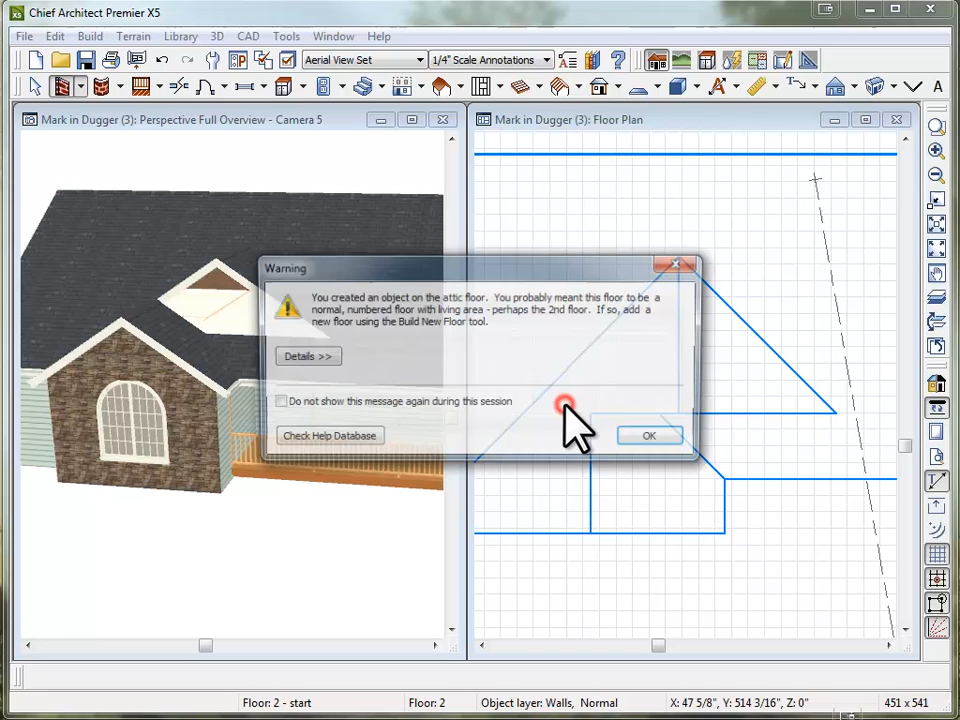 Chief Architect Premier X5
File Edit Build Terrain Library 3D CAD Tools Window Help
Aerial View Set 1/4" Scale Annotations
Mark in Dugger (3): Perspective Full Overview - Camera 5
Mark in Dugger (3): Floor Plan
Warning
You created an object on the attic floor. You probably meant this floor to be a
normal, numbered floor with living area - perhaps the 2nd floor. If so, add a
new floor using the Build New Floor tool.
Details >>
Do not show this message again during this session
Check Help Database OK
Floor: 2 - start Floor: 2 Object layer: Walls, Normal X: 47 5/8", Y: 514 3/16", Z: 0" 451 x 541